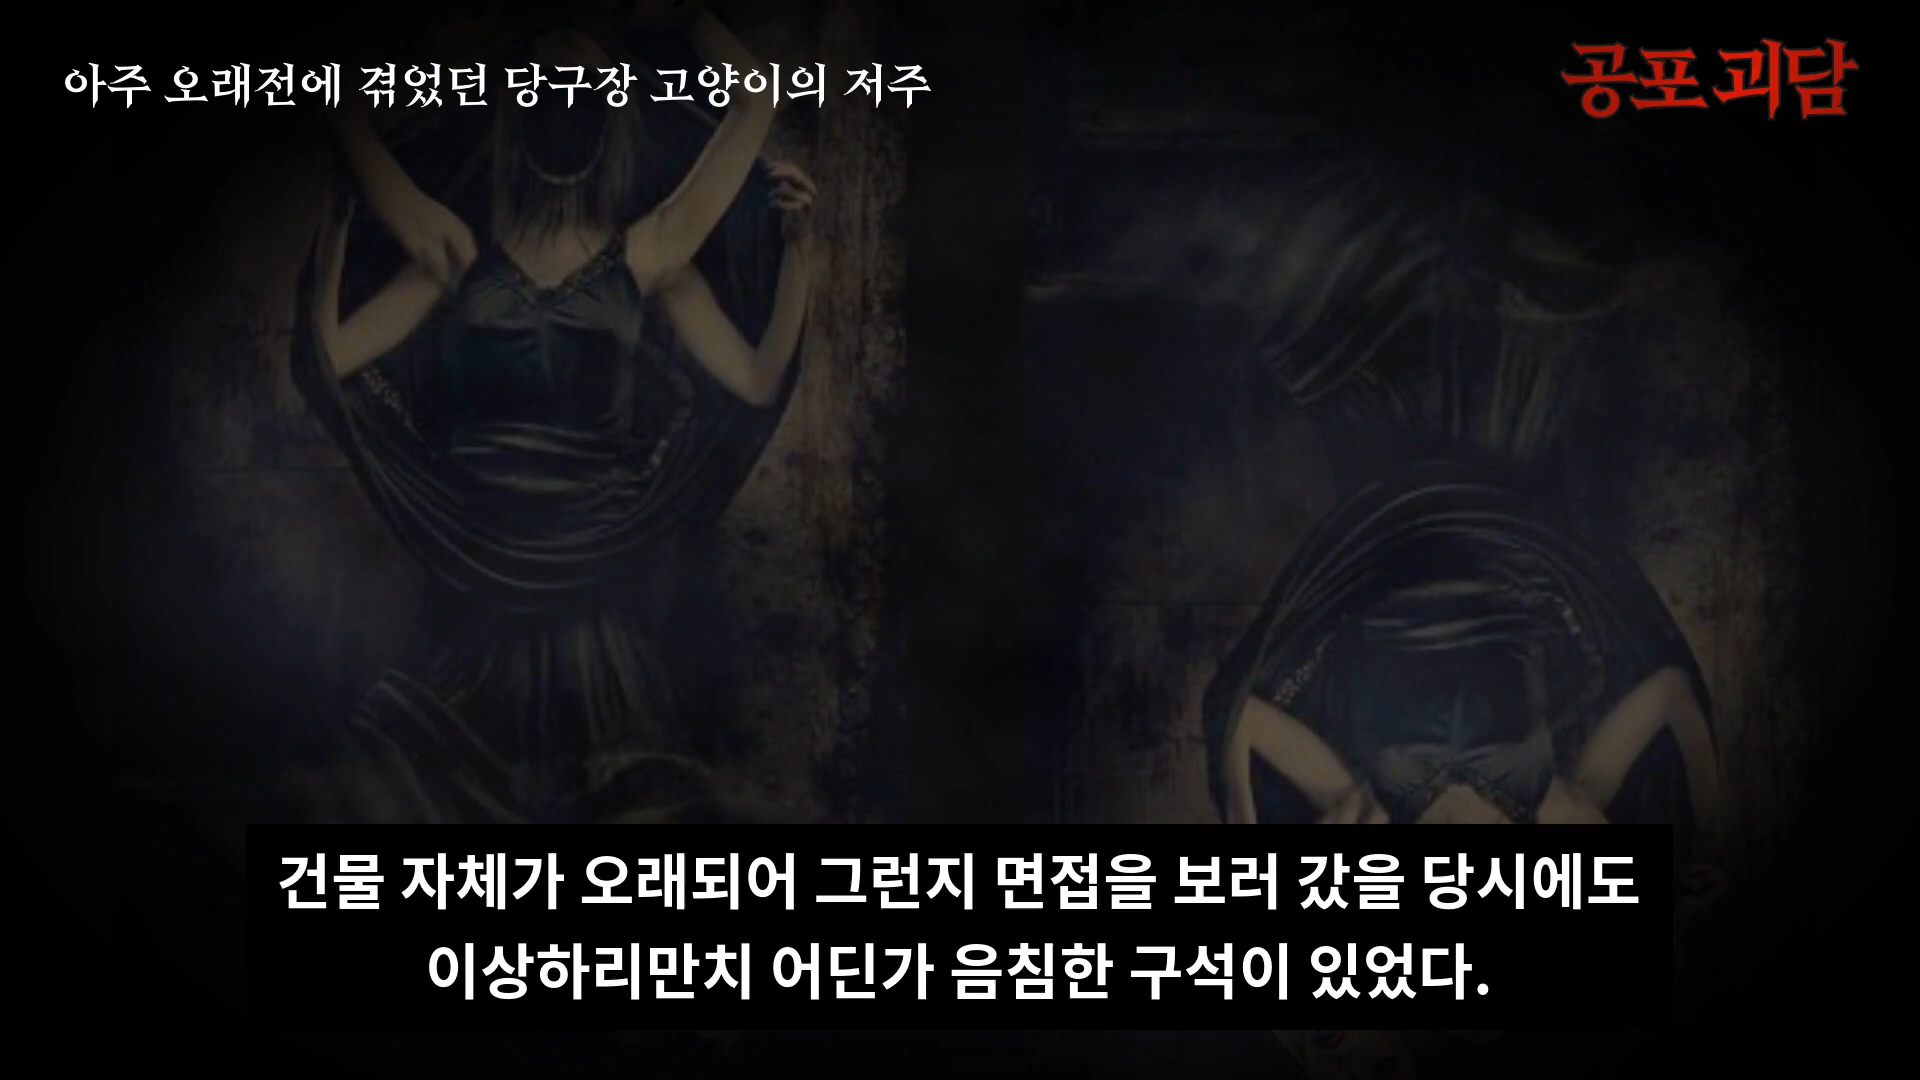 아주 오래전에 겪었던 당구장 고양이의 저주
공포괴담
건물 자체가 오래되어 그런지 면접을 보러 갔을 당시에도
이상하리만치 어딘가 음침한 구석이 있었다.